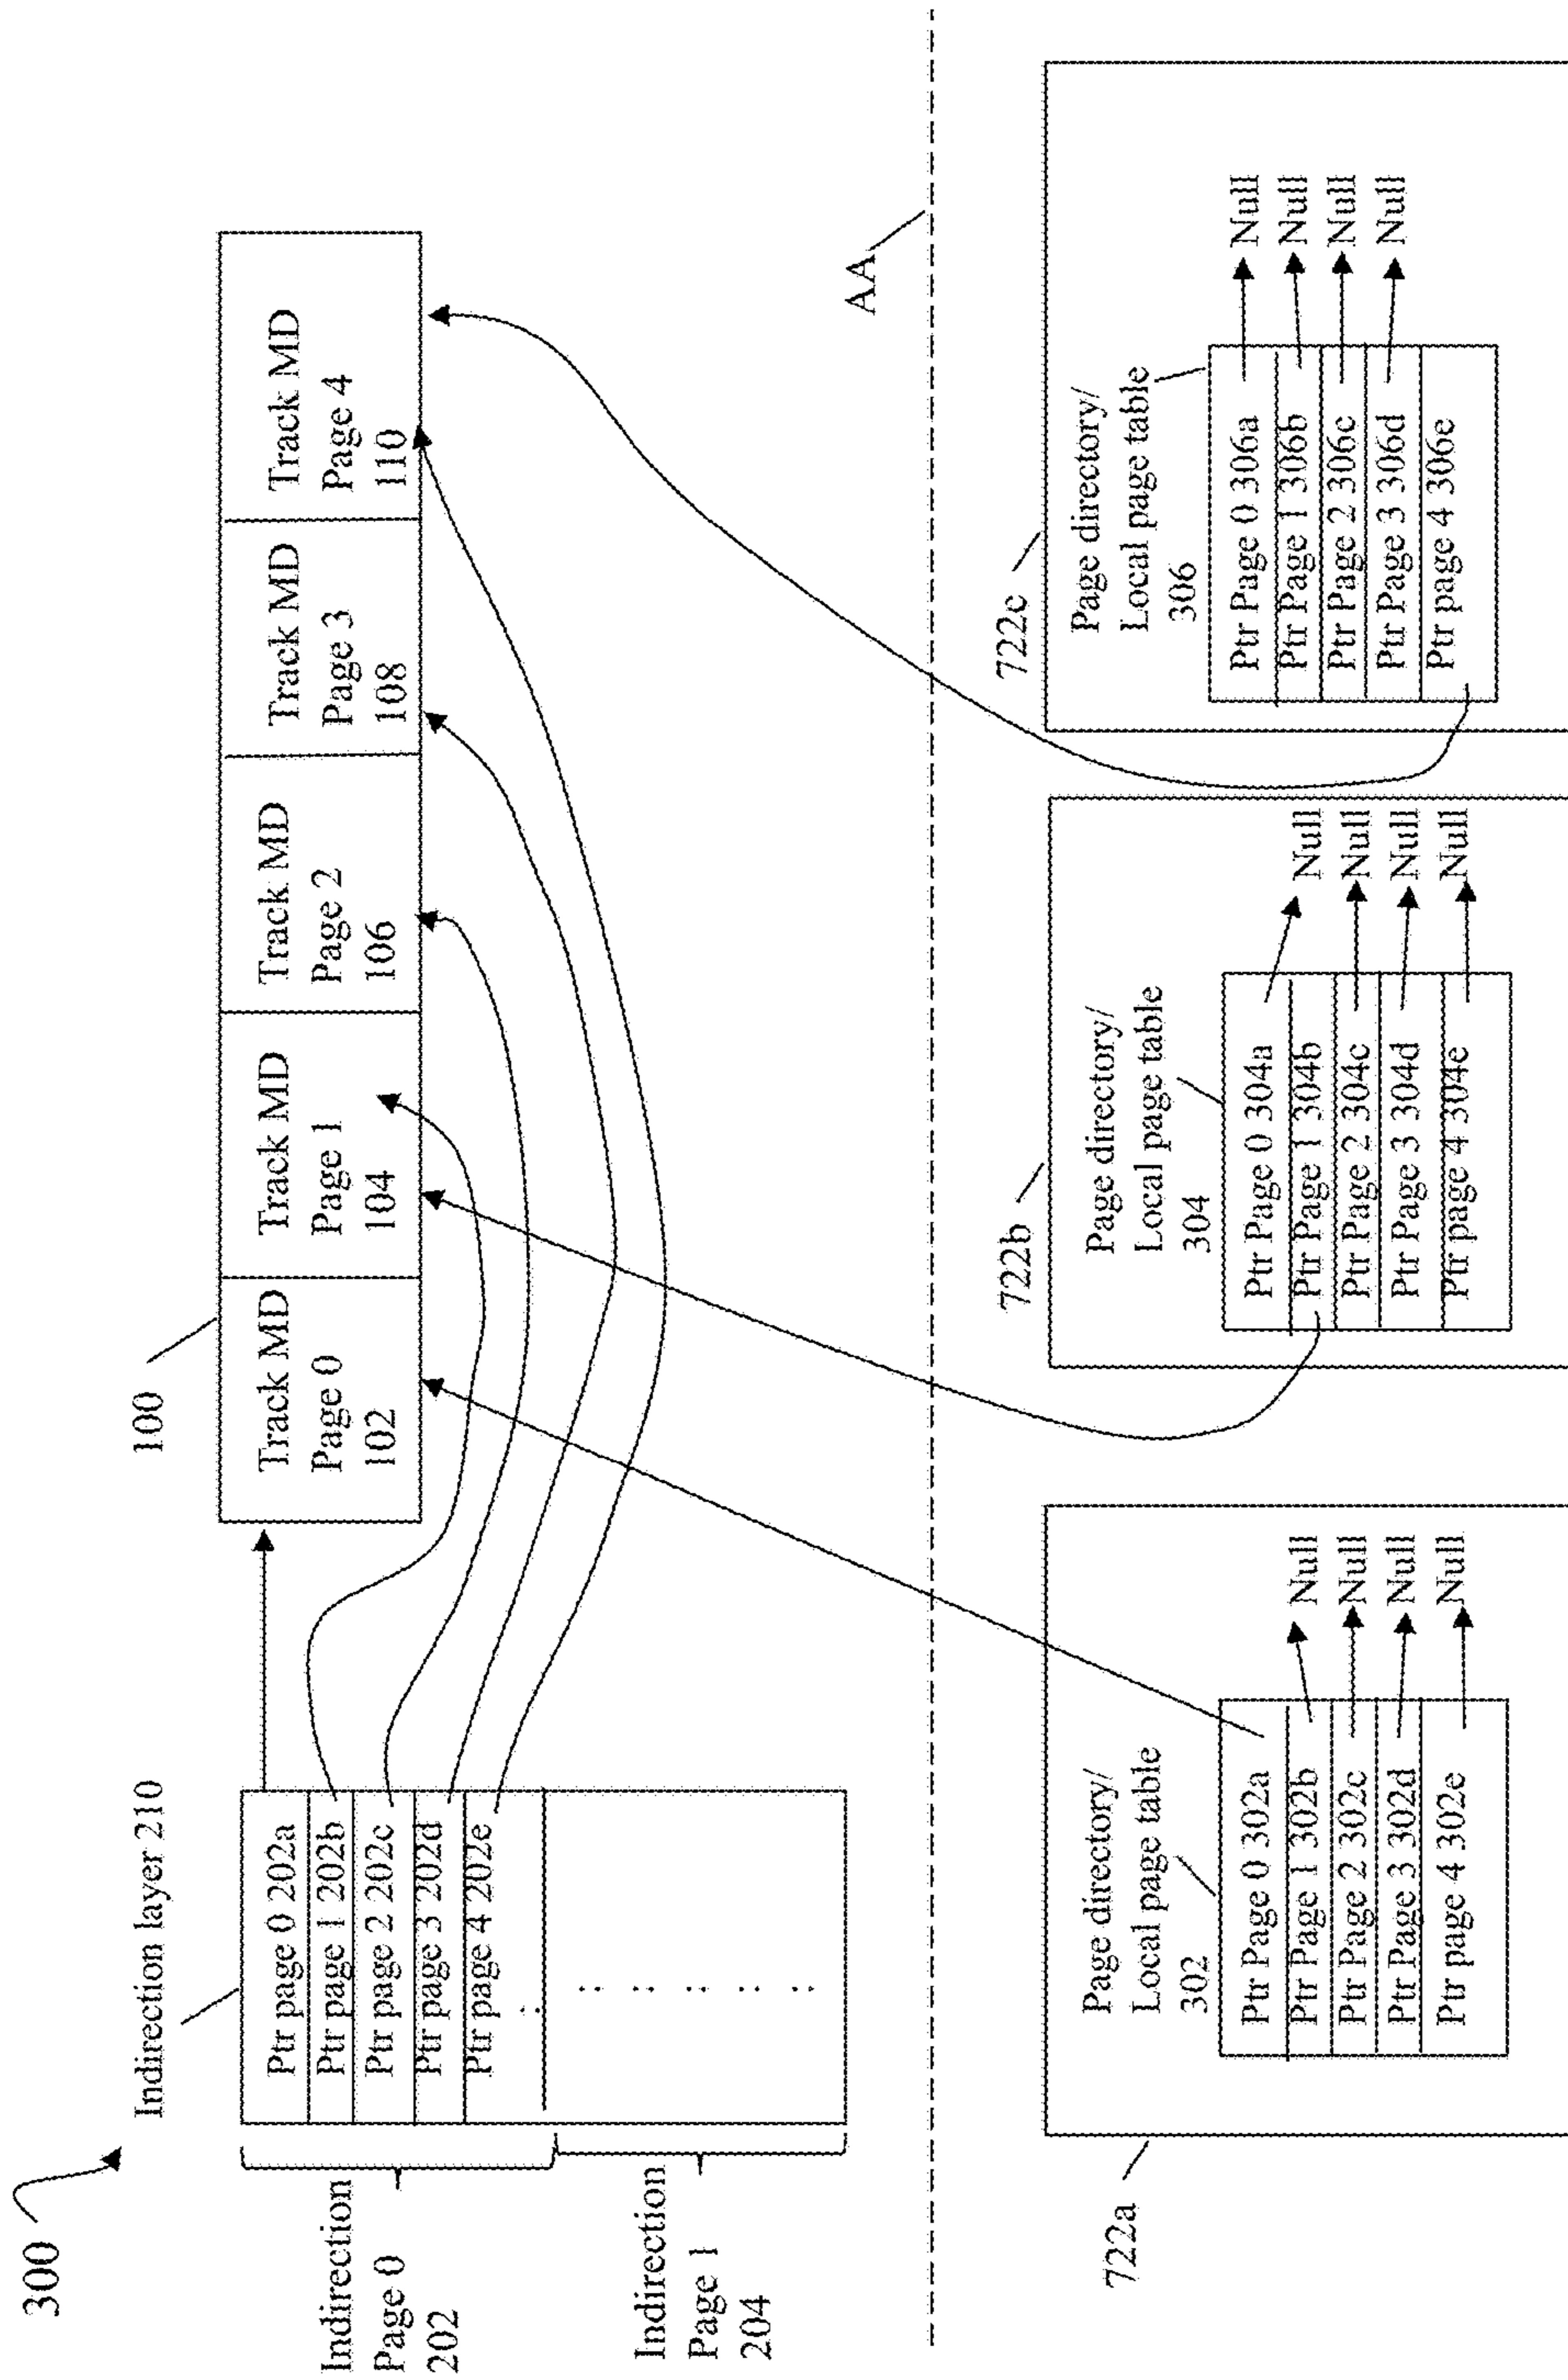 300
Indirection layer 210
Ptr page 0 202a
Ptr page 1 202b
Ptr page 2 202c
Ptr page 3 202d
Ptr page 4 202e
Indirection
Page 0
202
Indirection
Page 1
204
100
Track MD
Page 0
102
Track MD
Page 1
104
Track MD
Page 2
106
Track MD
Page 3
108
Track MD
Page 4
110
AA
722a
Page directory/
Local page table
302
Ptr Page 0 302a
Ptr Page 1 302b
Ptr Page 2 302c
Ptr Page 3 302d
Ptr page 4 302e
Null
Null
Null
Null
722b
Page directory/
Local page table
304
Ptr Page 0 304a
Ptr Page 1 304b
Ptr Page 2 304c
Ptr Page 3 304d
Ptr page 4 304e
Null
Null
Null
Null
722c
Page directory/
Local page table
306
Ptr Page 0 306a
Ptr Page 1 306b
Ptr Page 2 306c
Ptr Page 3 306d
Ptr page 4 306e
Null
Null
Null
Null